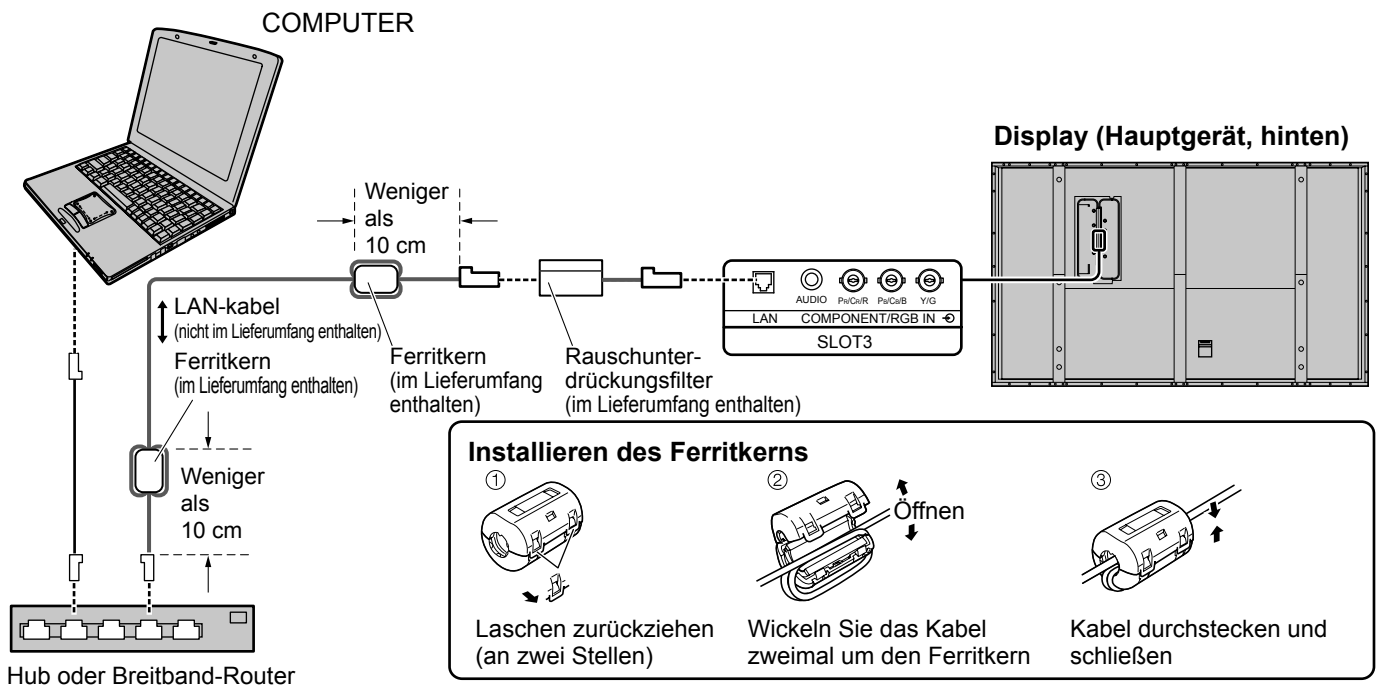 COMPUTER
Display (Hauptgerät, hinten)
Weniger
als
10 cm
LAN-kabel
(nicht im Lieferumfang enthalten)
Ferritkern
(im Lieferumfang enthalten)
Ferritkern
(im Lieferumfang
enthalten)
Rauschunter-
drückungsfilter
(im Lieferumfang enthalten)
AUDIO PR/CR/R PB/CB/B Y/G
LAN COMPONENT/RGB IN
SLOT3
Weniger
als
10 cm
Hub oder Breitband-Router
Installieren des Ferritkerns
①
Laschen zurückziehen
(an zwei Stellen)
②
Öffnen
Wickeln Sie das Kabel
zweimal um den Ferritkern
③
Kabel durchstecken und
schließen